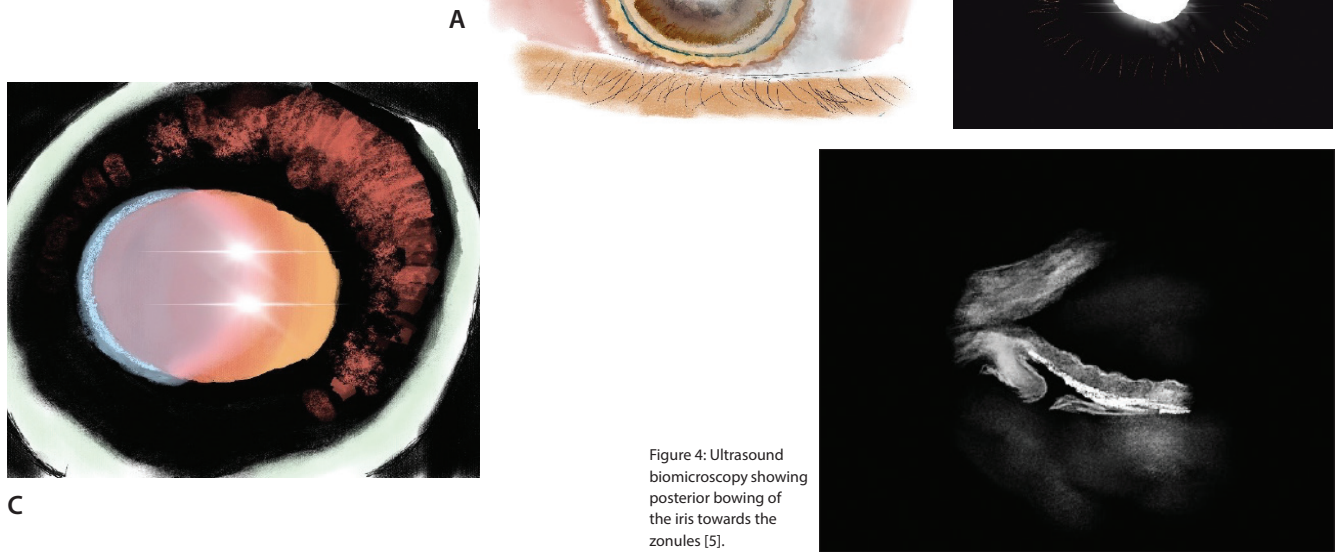 A
C
Figure 4: Ultrasound
biomicroscopy showing
posterior bowing of
the iris towards the
zonules [5].